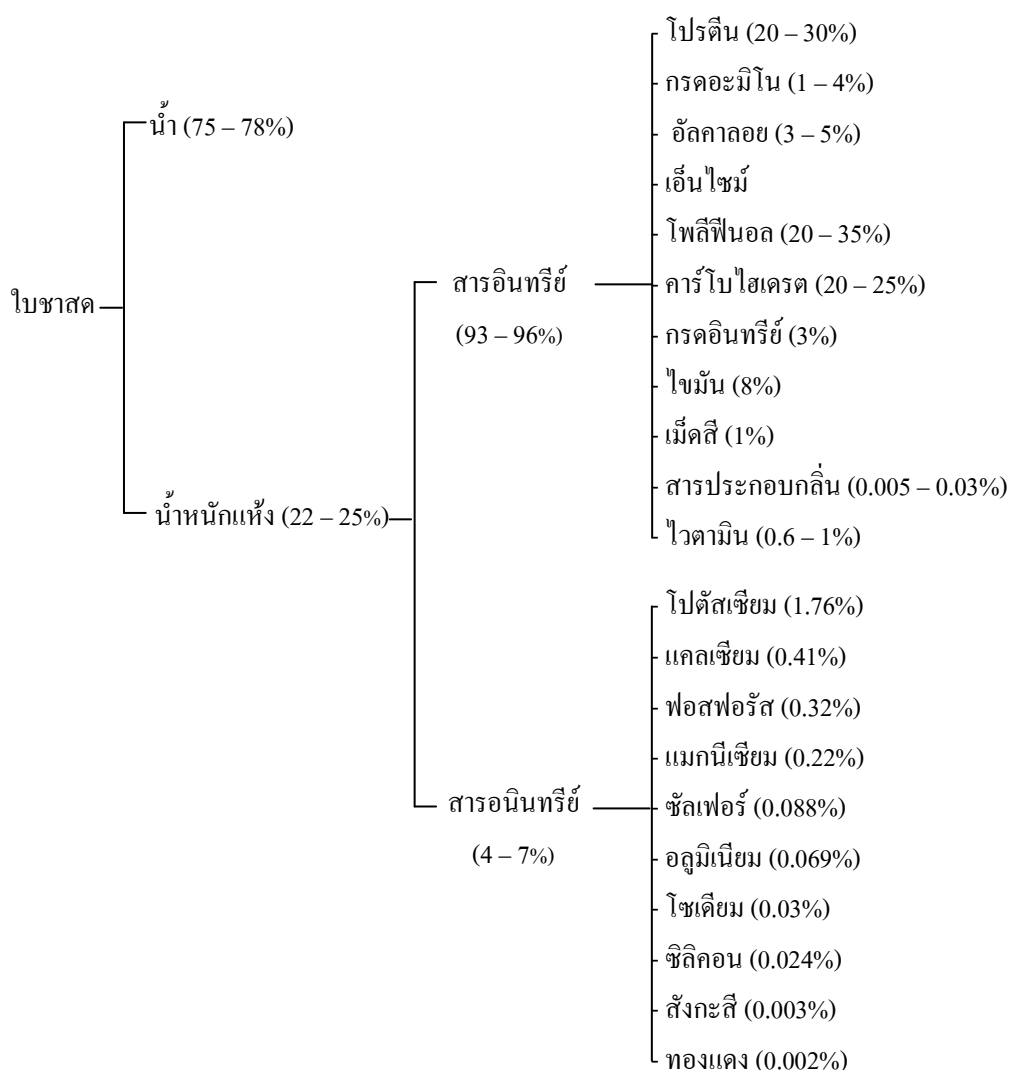 ใบชาสด
น้ำ (75 – 78%)
น้ำหนักแห้ง (22 – 25%)
สารอินทรีย์
(93 – 96%)
โปรตีน (20 – 30%)
กรดอะมิโน (1 – 4%)
อัลคาลอย (3 – 5%)
เอ็นไซม์
โพลีฟีนอล (20 – 35%)
คาร์โบไฮเดรต (20 – 25%)
กรดอินทรีย์ (3%)
ไขมัน (8%)
เม็ดสี (1%)
สารประกอบกลิ่น (0.005 – 0.03%)
ไวตามิน (0.6 – 1%)
สารอนินทรีย์
(4 – 7%)
โปตัสเซียม (1.76%)
แคลเซียม (0.41%)
ฟอสฟอรัส (0.32%)
แมกนีเซียม (0.22%)
ซัลเฟอร์ (0.088%)
อลูมิเนียม (0.069%)
โซเดียม (0.03%)
ซิลิคอน (0.024%)
สังกะสี (0.003%)
ทองแดง (0.002%)